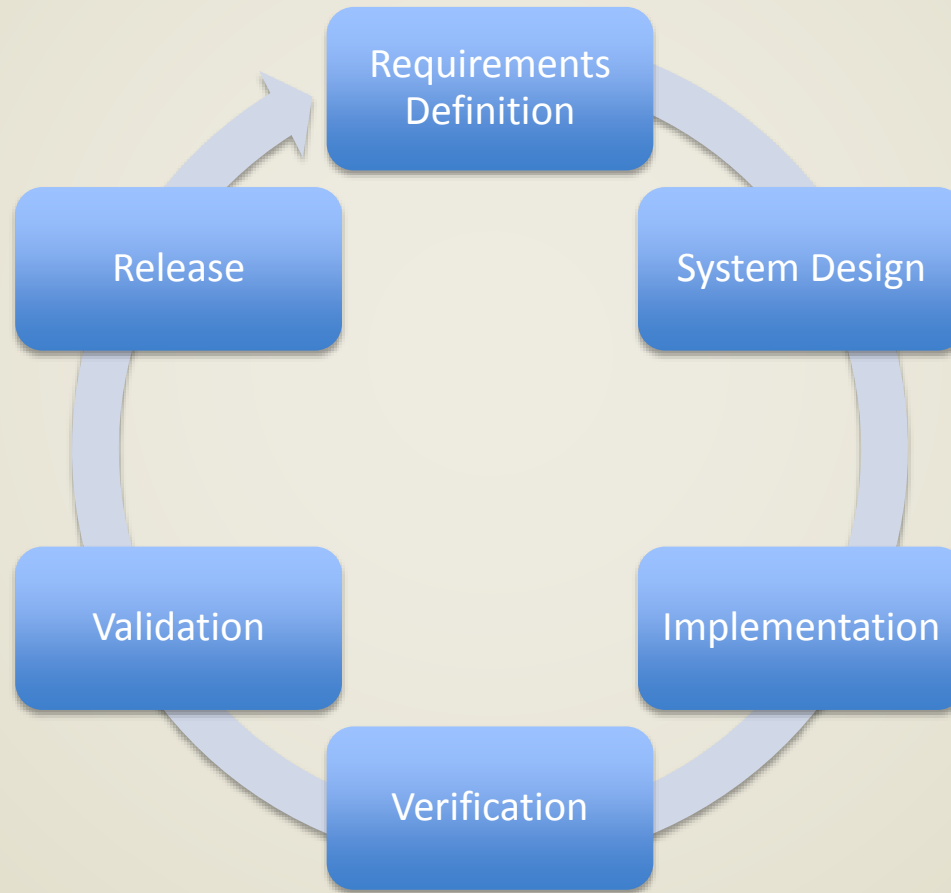 Requirements
Definition
System Design
Implementation
Verification
Validation
Release